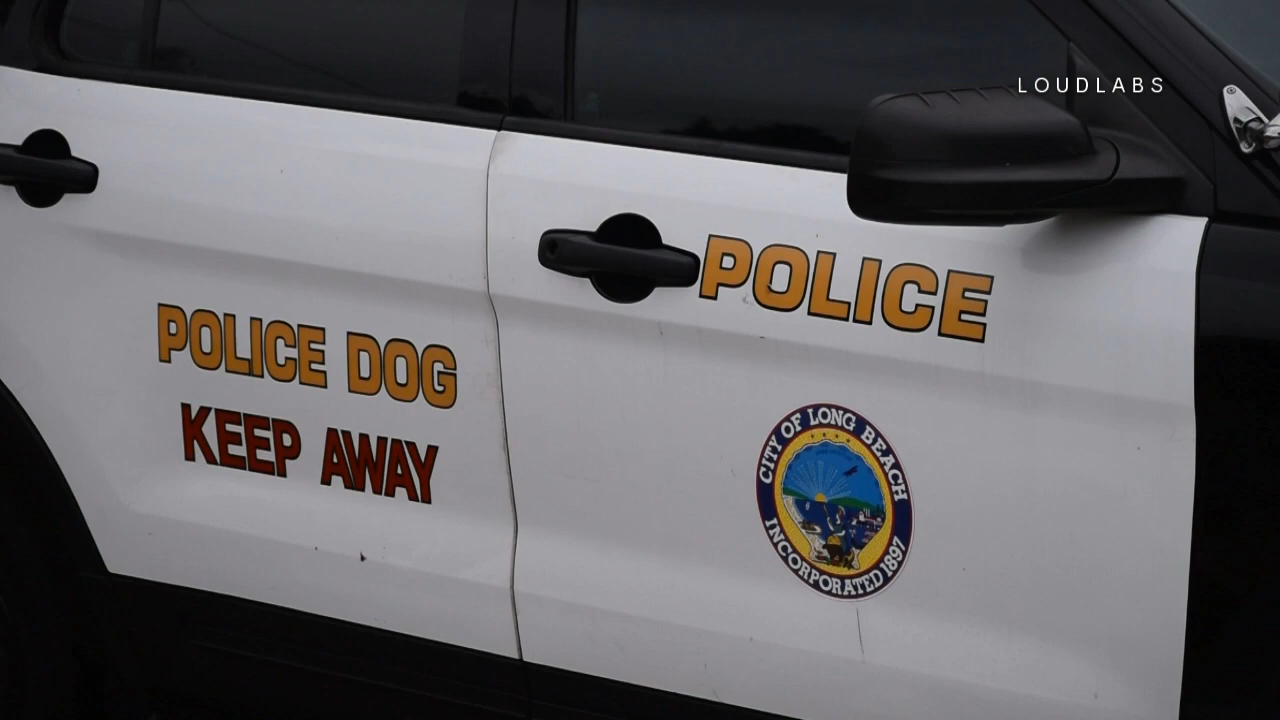 LOUDLABS
POLICE
POLICE DOG
KEEP AWAY
CITY OF LONG BEACH
INCORPORATED 1897